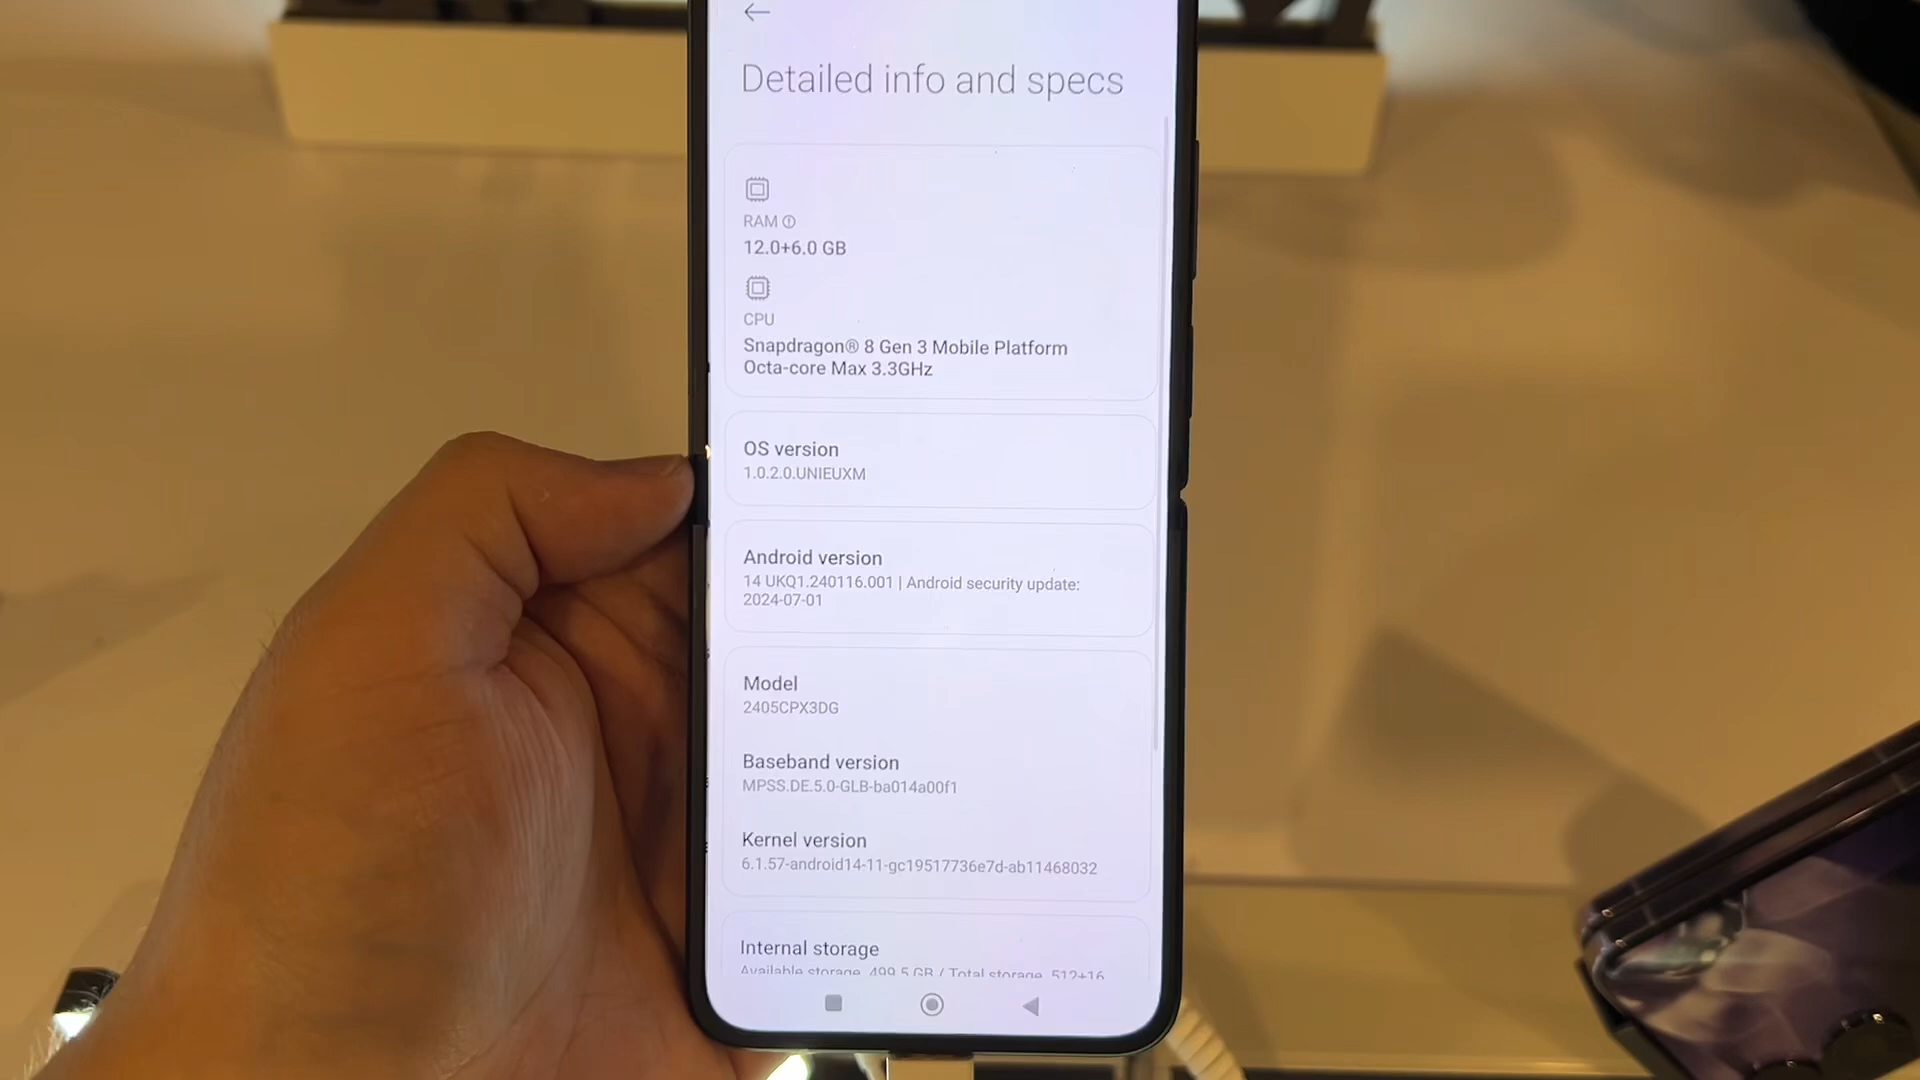 Detailed info and specs
RAM
12.0+6.0 GB
CPU
Snapdragon® 8 Gen 3 Mobile Platform
Octa-core Max 3.3GHz
OS version
1.0.2.0.UNIEUXM
Android version
14 UKQ1.240116.001 | Android security update:
2024-07-01
Model
2405CPX3DG
Baseband version
MPSS.DE.5.0-GLB-ba014a00f1
Kernel version
6.1.57-android14-11-gc19517736e7d-ab11468032
Internal storage
Available storage 499.5 GB / Total storage 512+16